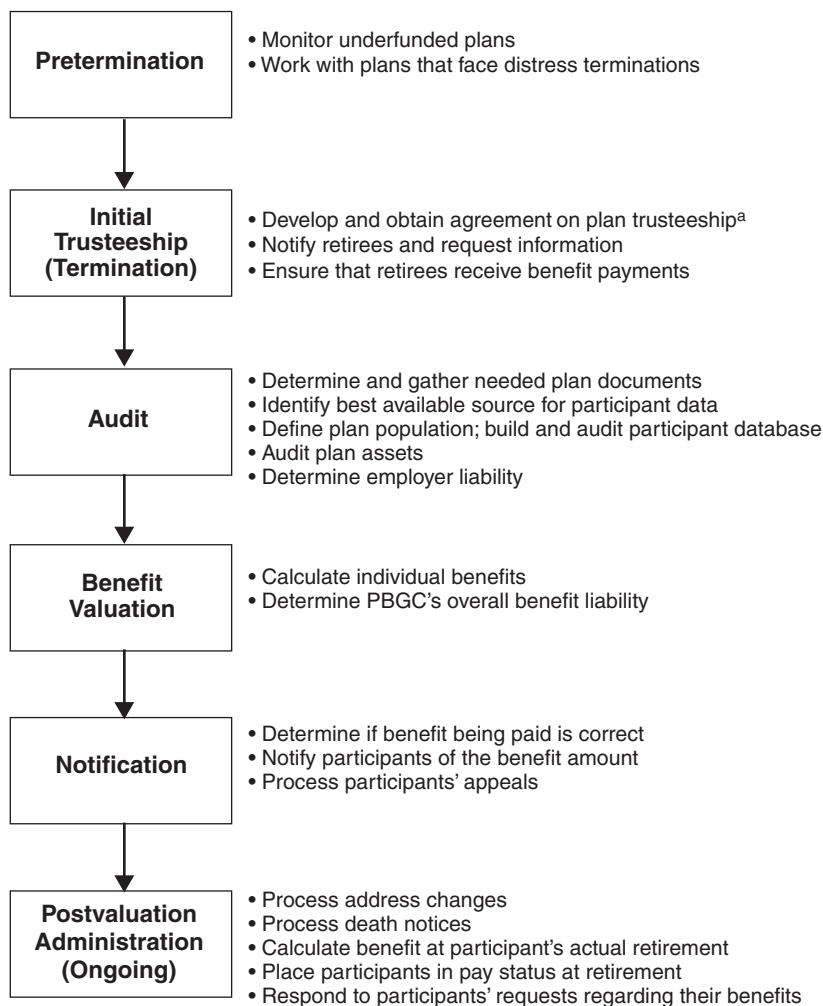 Pretermination
• Monitor underfunded plans
• Work with plans that face distress terminations
Initial
Trusteeship
(Termination)
• Develop and obtain agreement on plan trusteeshipa
• Notify retirees and request information
• Ensure that retirees receive benefit payments
Audit
• Determine and gather needed plan documents
• Identify best available source for participant data
• Define plan population; build and audit participant database
• Audit plan assets
• Determine employer liability
Benefit
Valuation
• Calculate individual benefits
• Determine PBGC’s overall benefit liability
Notification
• Determine if benefit being paid is correct
• Notify participants of the benefit amount
• Process participants’ appeals
Postvaluation
Administration
(Ongoing)
• Process address changes
• Process death notices
• Calculate benefit at participant’s actual retirement
• Place participants in pay status at retirement
• Respond to participants’ requests regarding their benefits